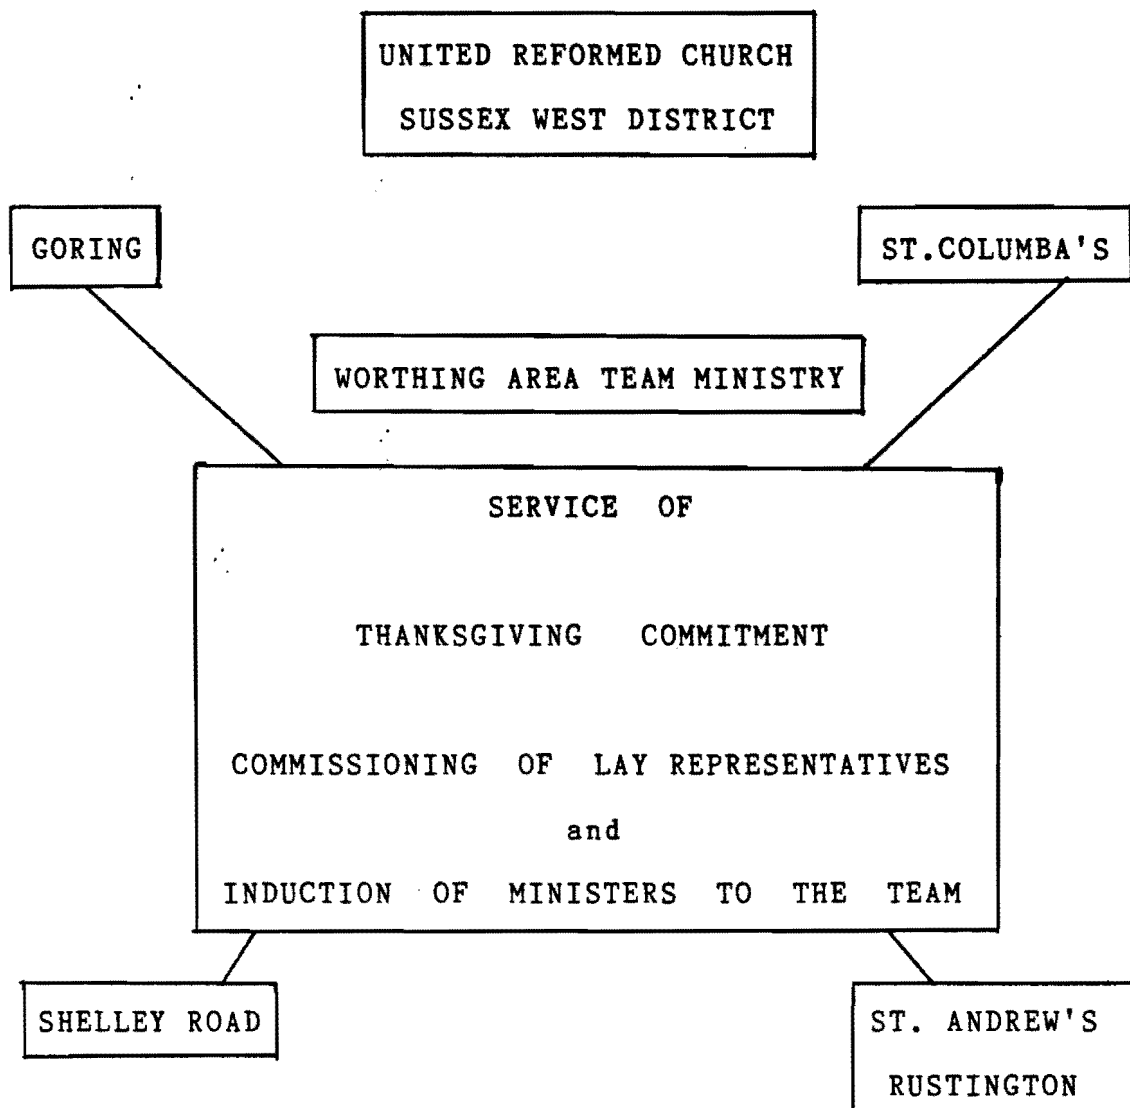 UNITED REFORMED CHURCH
SUSSEX WEST DISTRICT
GORING
ST.COLUMBA'S
WORTHING AREA TEAM MINISTRY
SERVICE OF
THANKSGIVING COMMITMENT
COMMISSIONING OF LAY REPRESENTATIVES
and
INDUCTION OF MINISTERS TO THE TEAM
SHELLEY ROAD
ST. ANDREW'S
RUSTINGTON